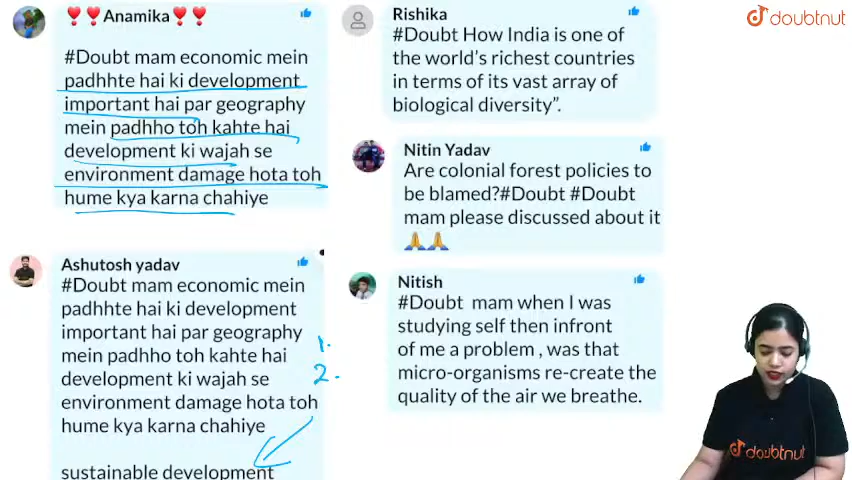 ❣️❣️Anamika❣️❣️
#Doubt mam economic mein
padhhte hai ki development
important hai par geography
mein padhho toh kahte hai
development ki wajah se
environment damage hota toh
hume kya karna chahiye
Ashutosh yadav
#Doubt mam economic mein
padhhte hai ki development
important hai par geography
mein padhho toh kahte hai
development ki wajah se
environment damage hota toh
hume kya karna chahiye
sustainable development
1.
2.
Rishika
#Doubt How India is one of
the world's richest countries
in terms of its vast array of
biological diversity”.
Nitin Yadav
Are colonial forest policies to
be blamed?#Doubt #Doubt
mam please discussed about it
🙏🙏
Nitish
#Doubt mam when I was
studying self then infront
of me a problem , was that
micro-organisms re-create the
quality of the air we breathe.
doubtnut
doubtnut